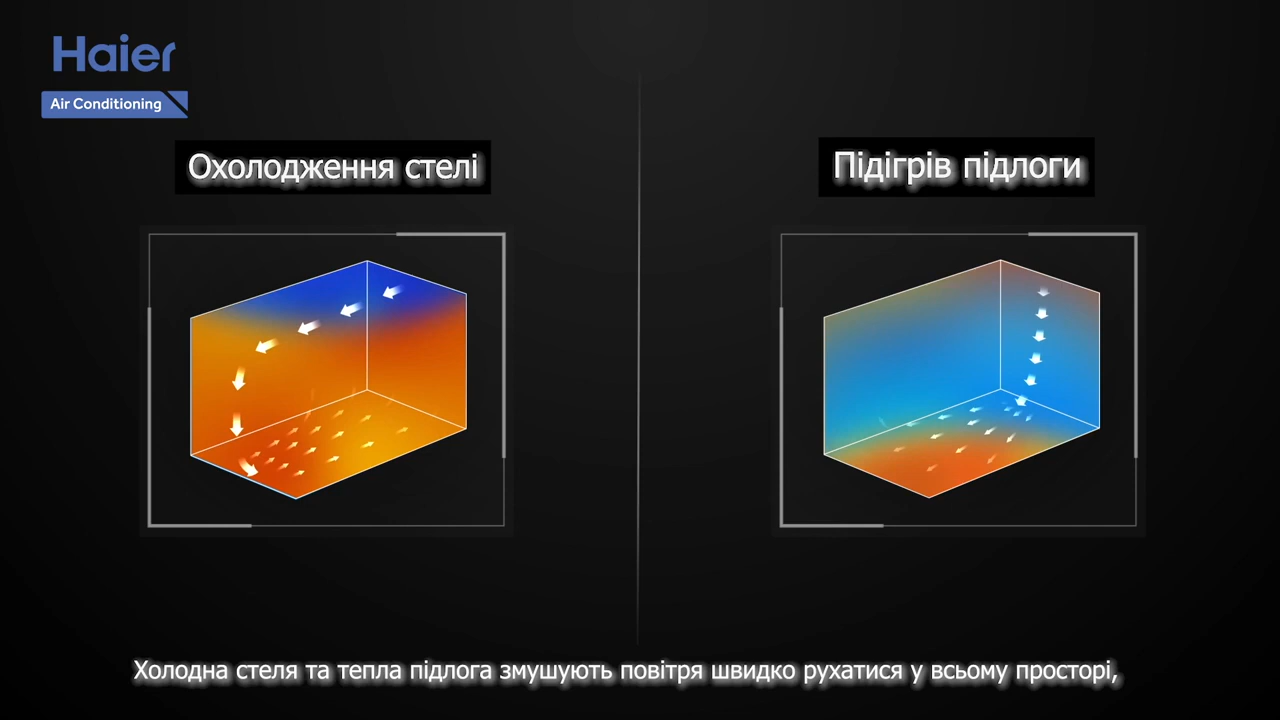 Haier
Air Conditioning
Охолодження стелі
Підігрів підлоги
Холодна стеля та тепла підлога змушують повітря швидко рухатися у всьому просторі,